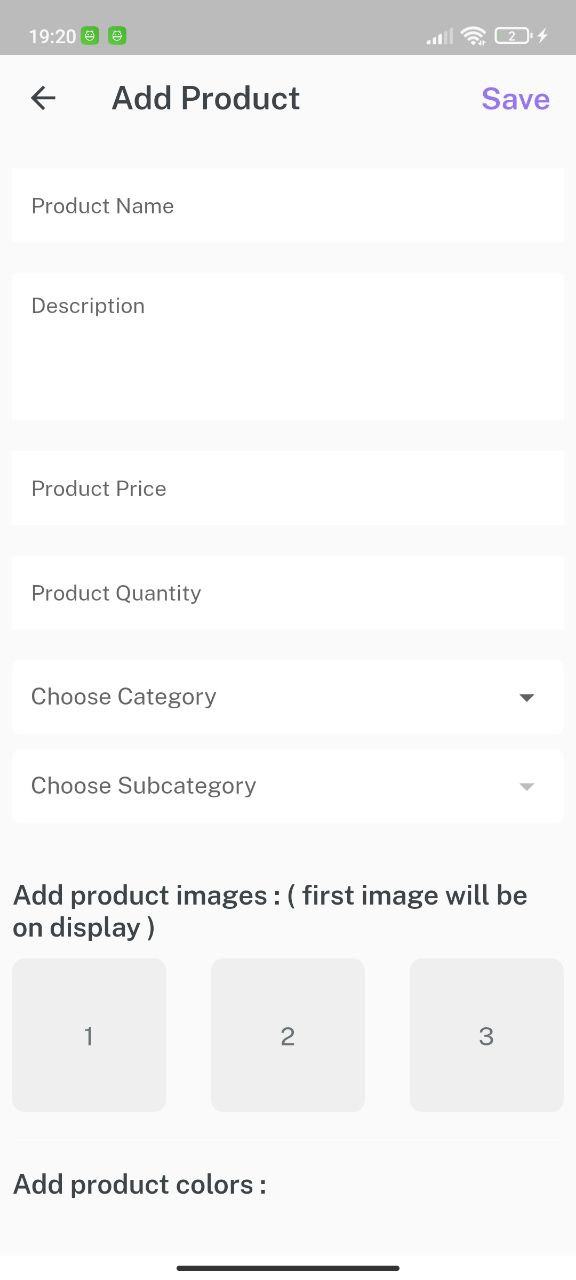 19:20
2
Add Product
Save
Product Name
Description
Product Price
Product Quantity
Choose Category
Choose Subcategory
Add product images : ( first image will be
on display )
1
2
3
Add product colors :